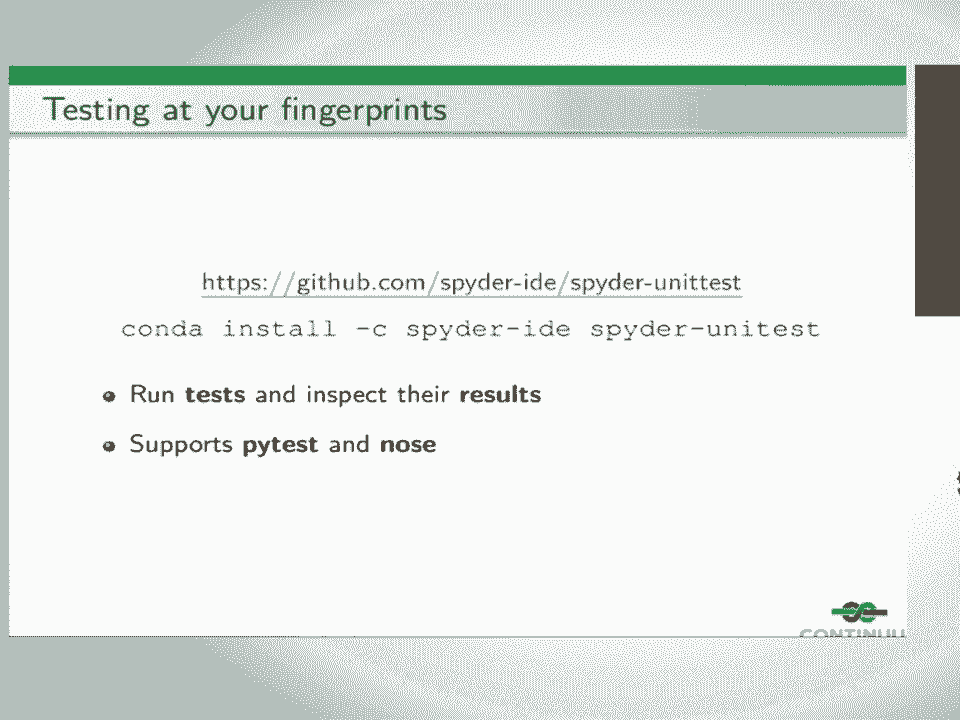 Testing at your fingerprints
https://github.com/spyder-ide/spyder-unittest
conda install -c spyder-ide spyder-unitest
Run tests and inspect their results
Supports pytest and nose
CONTINUU